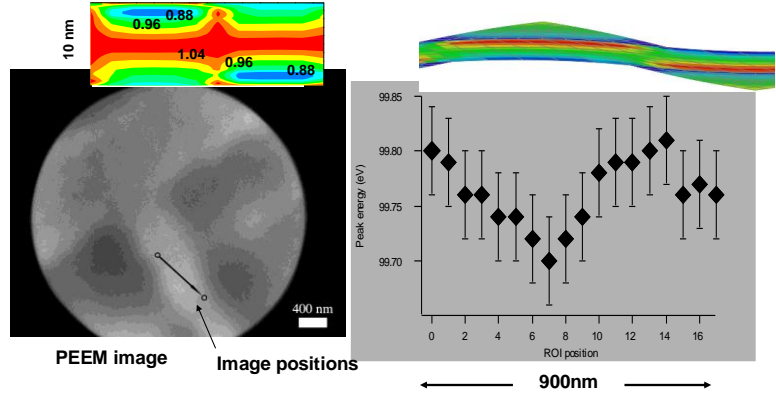 10 nm
0.88
0.96
1.04
0.96
0.88
400 nm
PEEM image
Image positions
Peak energy (eV)
99.85
99.80
99.75
99.70
0 2 4 6 8 10 12 14 16
ROI position
900nm